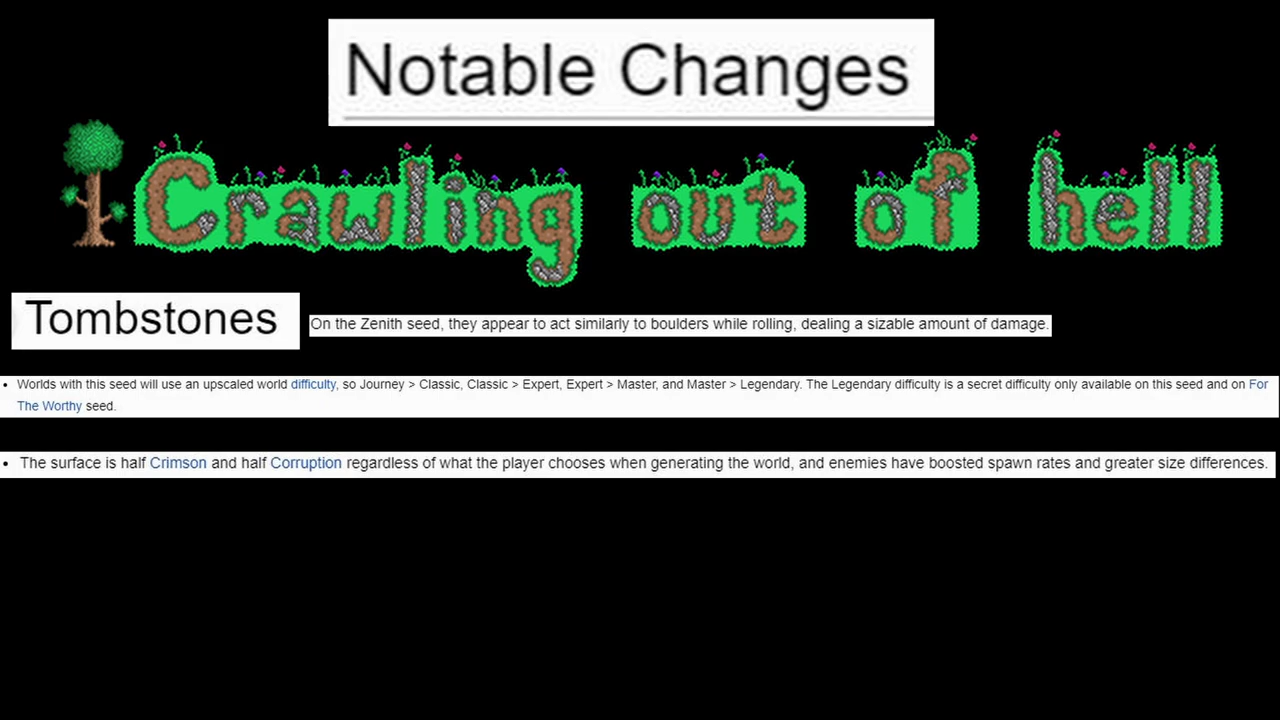 Notable Changes
Crawling out of hell
Tombstones
On the Zenith seed, they appear to act similarly to boulders while rolling, dealing a sizable amount of damage.
• Worlds with this seed will use an upscaled world difficulty, so Journey > Classic, Classic > Expert, Expert > Master, and Master > Legendary. The Legendary difficulty is a secret difficulty only available on this seed and on For
The Worthy seed.
• The surface is half Crimson and half Corruption regardless of what the player chooses when generating the world, and enemies have boosted spawn rates and greater size differences.